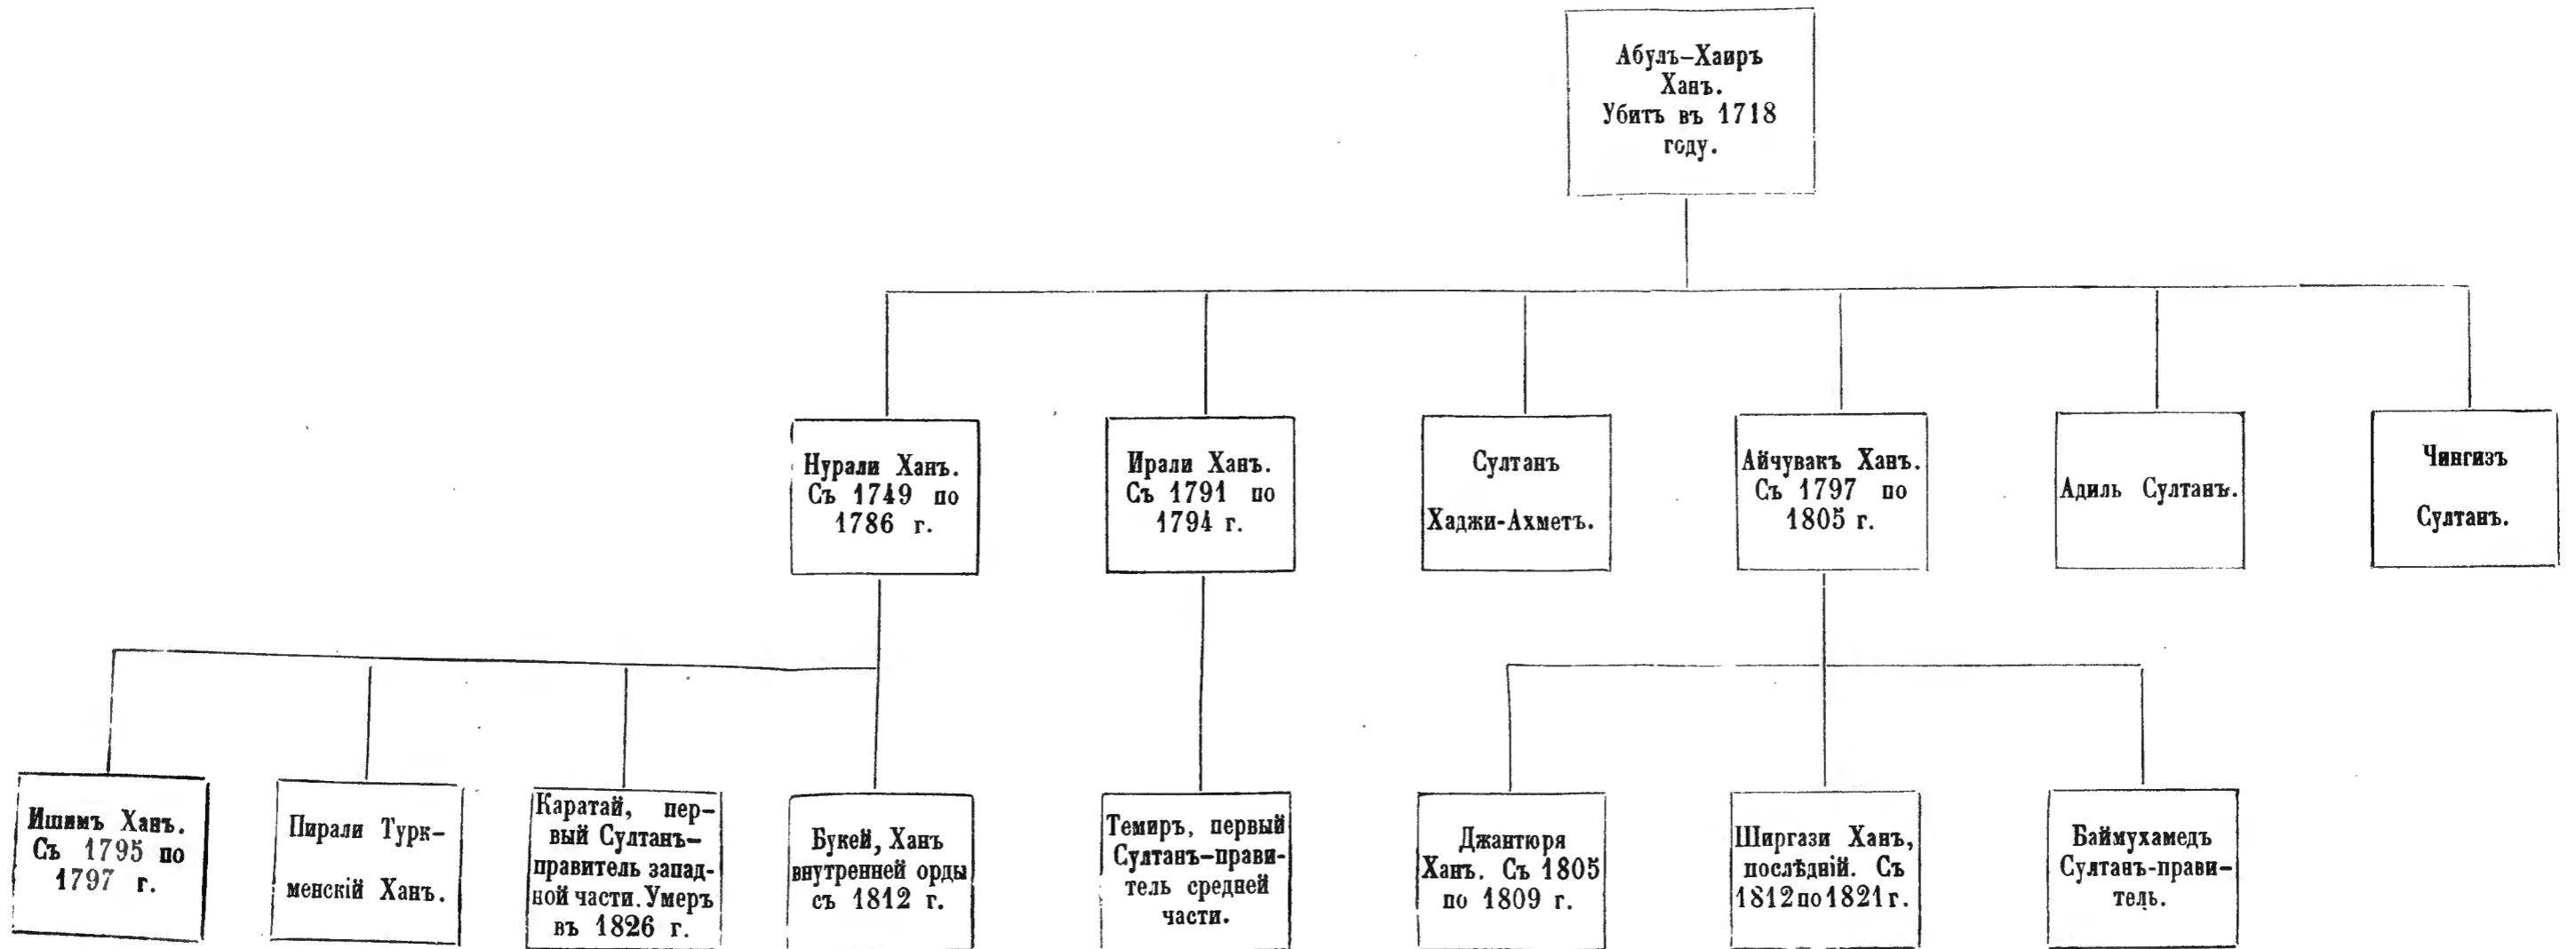 Абулъ-Хаиръ
Ханъ.
Убитъ въ 1718
году.
Нурали Ханъ.
Съ 1749 по
1786 г.
Ирали Ханъ.
Съ 1791 по
1794 г.
Султанъ
Хаджи-Ахметъ.
Айчувакъ Ханъ.
Съ 1797 по
1805 г.
Адиль Султанъ.
Чингизъ
Султанъ.
Ишимъ Ханъ.
Съ 1795 по
1797 г.
Пирали Турк-
менскій Ханъ.
Каратай, пер-
вый Султанъ-
правитель запад-
ной части. Умеръ
въ 1826 г.
Букей, Ханъ
внутренней орды
съ 1812 г.
Темиръ, первый
Султанъ-прави-
тель средней
части.
Джантюря
Ханъ. Съ 1805
по 1809 г.
Ширгази Ханъ,
послѣдній. Съ
1812 по 1821 г.
Баймухамедъ
Султанъ-прави-
тель.